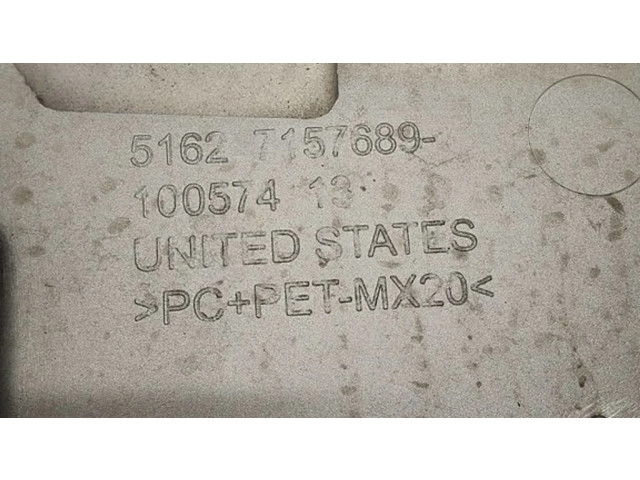 5162 7157689-
100574 13
UNITED STATES
>PC+PET-MX20<